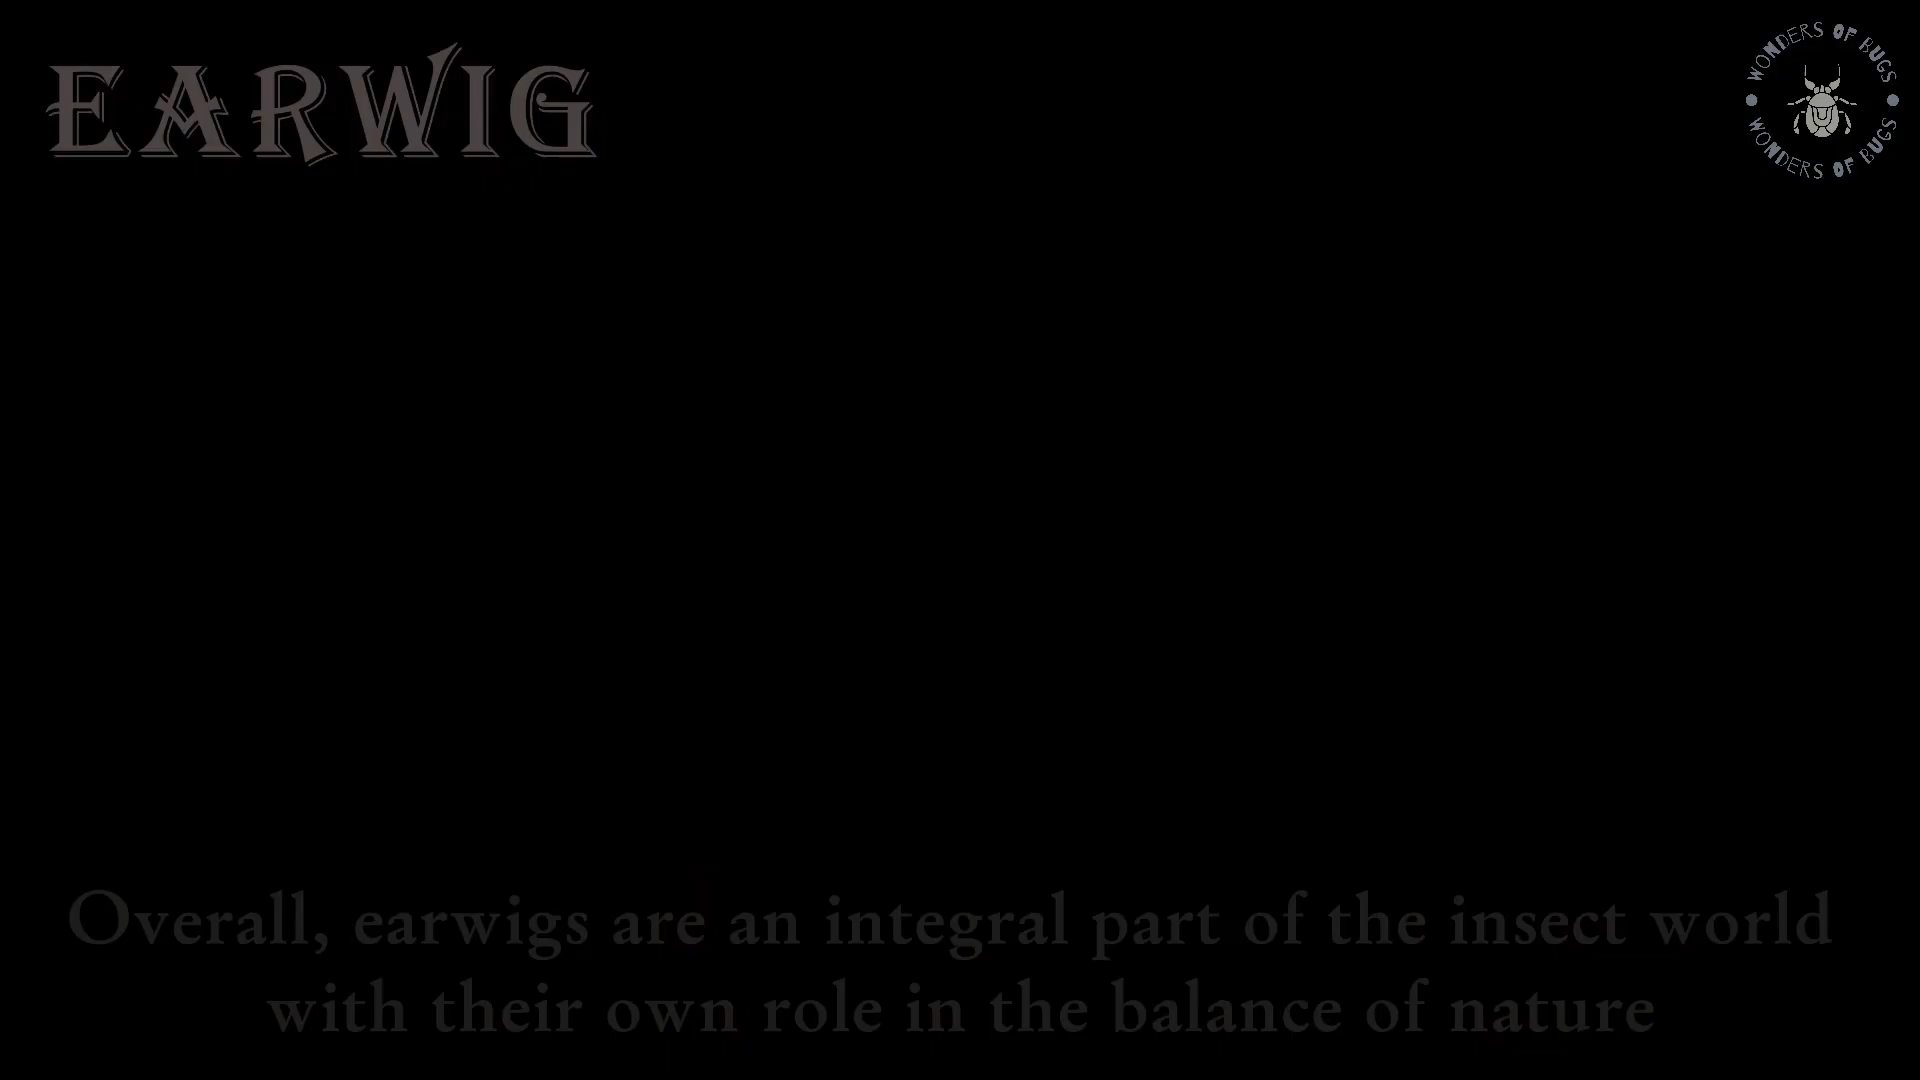 EARWIG
WONDERS OF BUGS
WONDERS OF BUGS
Overall, earwigs are an integral part of the insect world
with their own role in the balance of nature